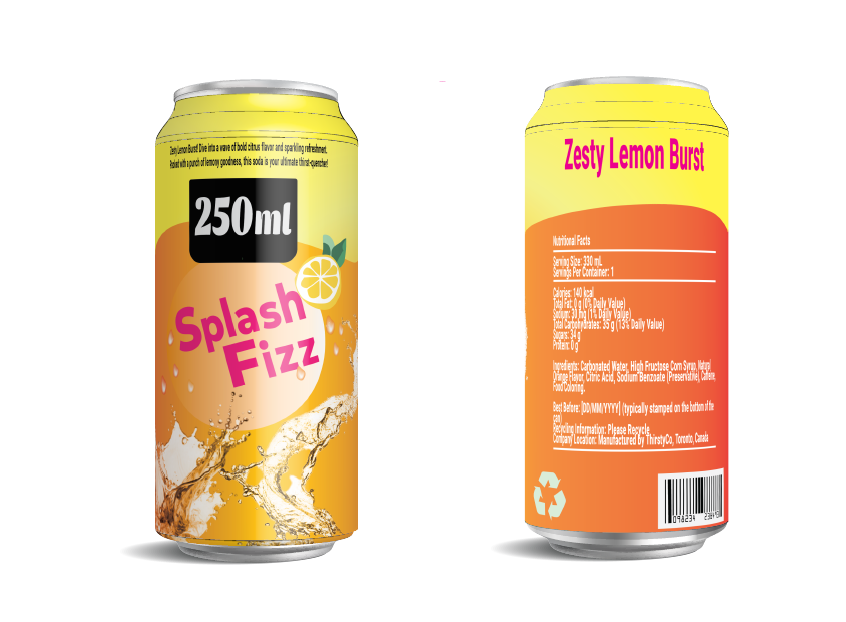 Zesty Lemon Burst! Dive into a wave off bold citrus flavor and sparkling refreshment.
Packed with a punch of lemony goodness, this soda is your ultimate thirst-quencher!
250ml
Splash
Fizz
Zesty Lemon Burst
Nutritional Facts
Serving Size: 330 mL
Servings Per Container: 1
Calories: 140 kcal
Total Fat: 0 g (0% Daily Value)
Sodium: 30 mg (1% Daily Value)
Total Carbohydrates: 35 g (13% Daily Value)
Sugars: 34 g
Protein: 0 g
Ingredients: Carbonated Water, High Fructose Corn Syrup, Natural
Orange Flavor, Citric Acid, Sodium Benzoate (Preservative), Caffeine,
Food Coloring.
Best Before: [DD/MM/YYYY] (typically stamped on the bottom of the
can)
Recycling Information: Please Recycle
Company Location: Manufactured by ThirstyCo, Toronto, Canada
098234